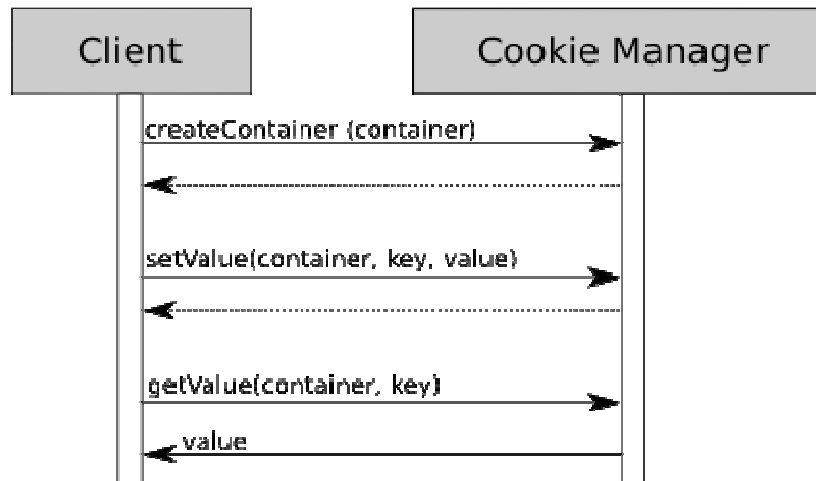 Client
Cookie Manager
createContainer (container)
setValue(container, key, value)
getValue(container, key)
value